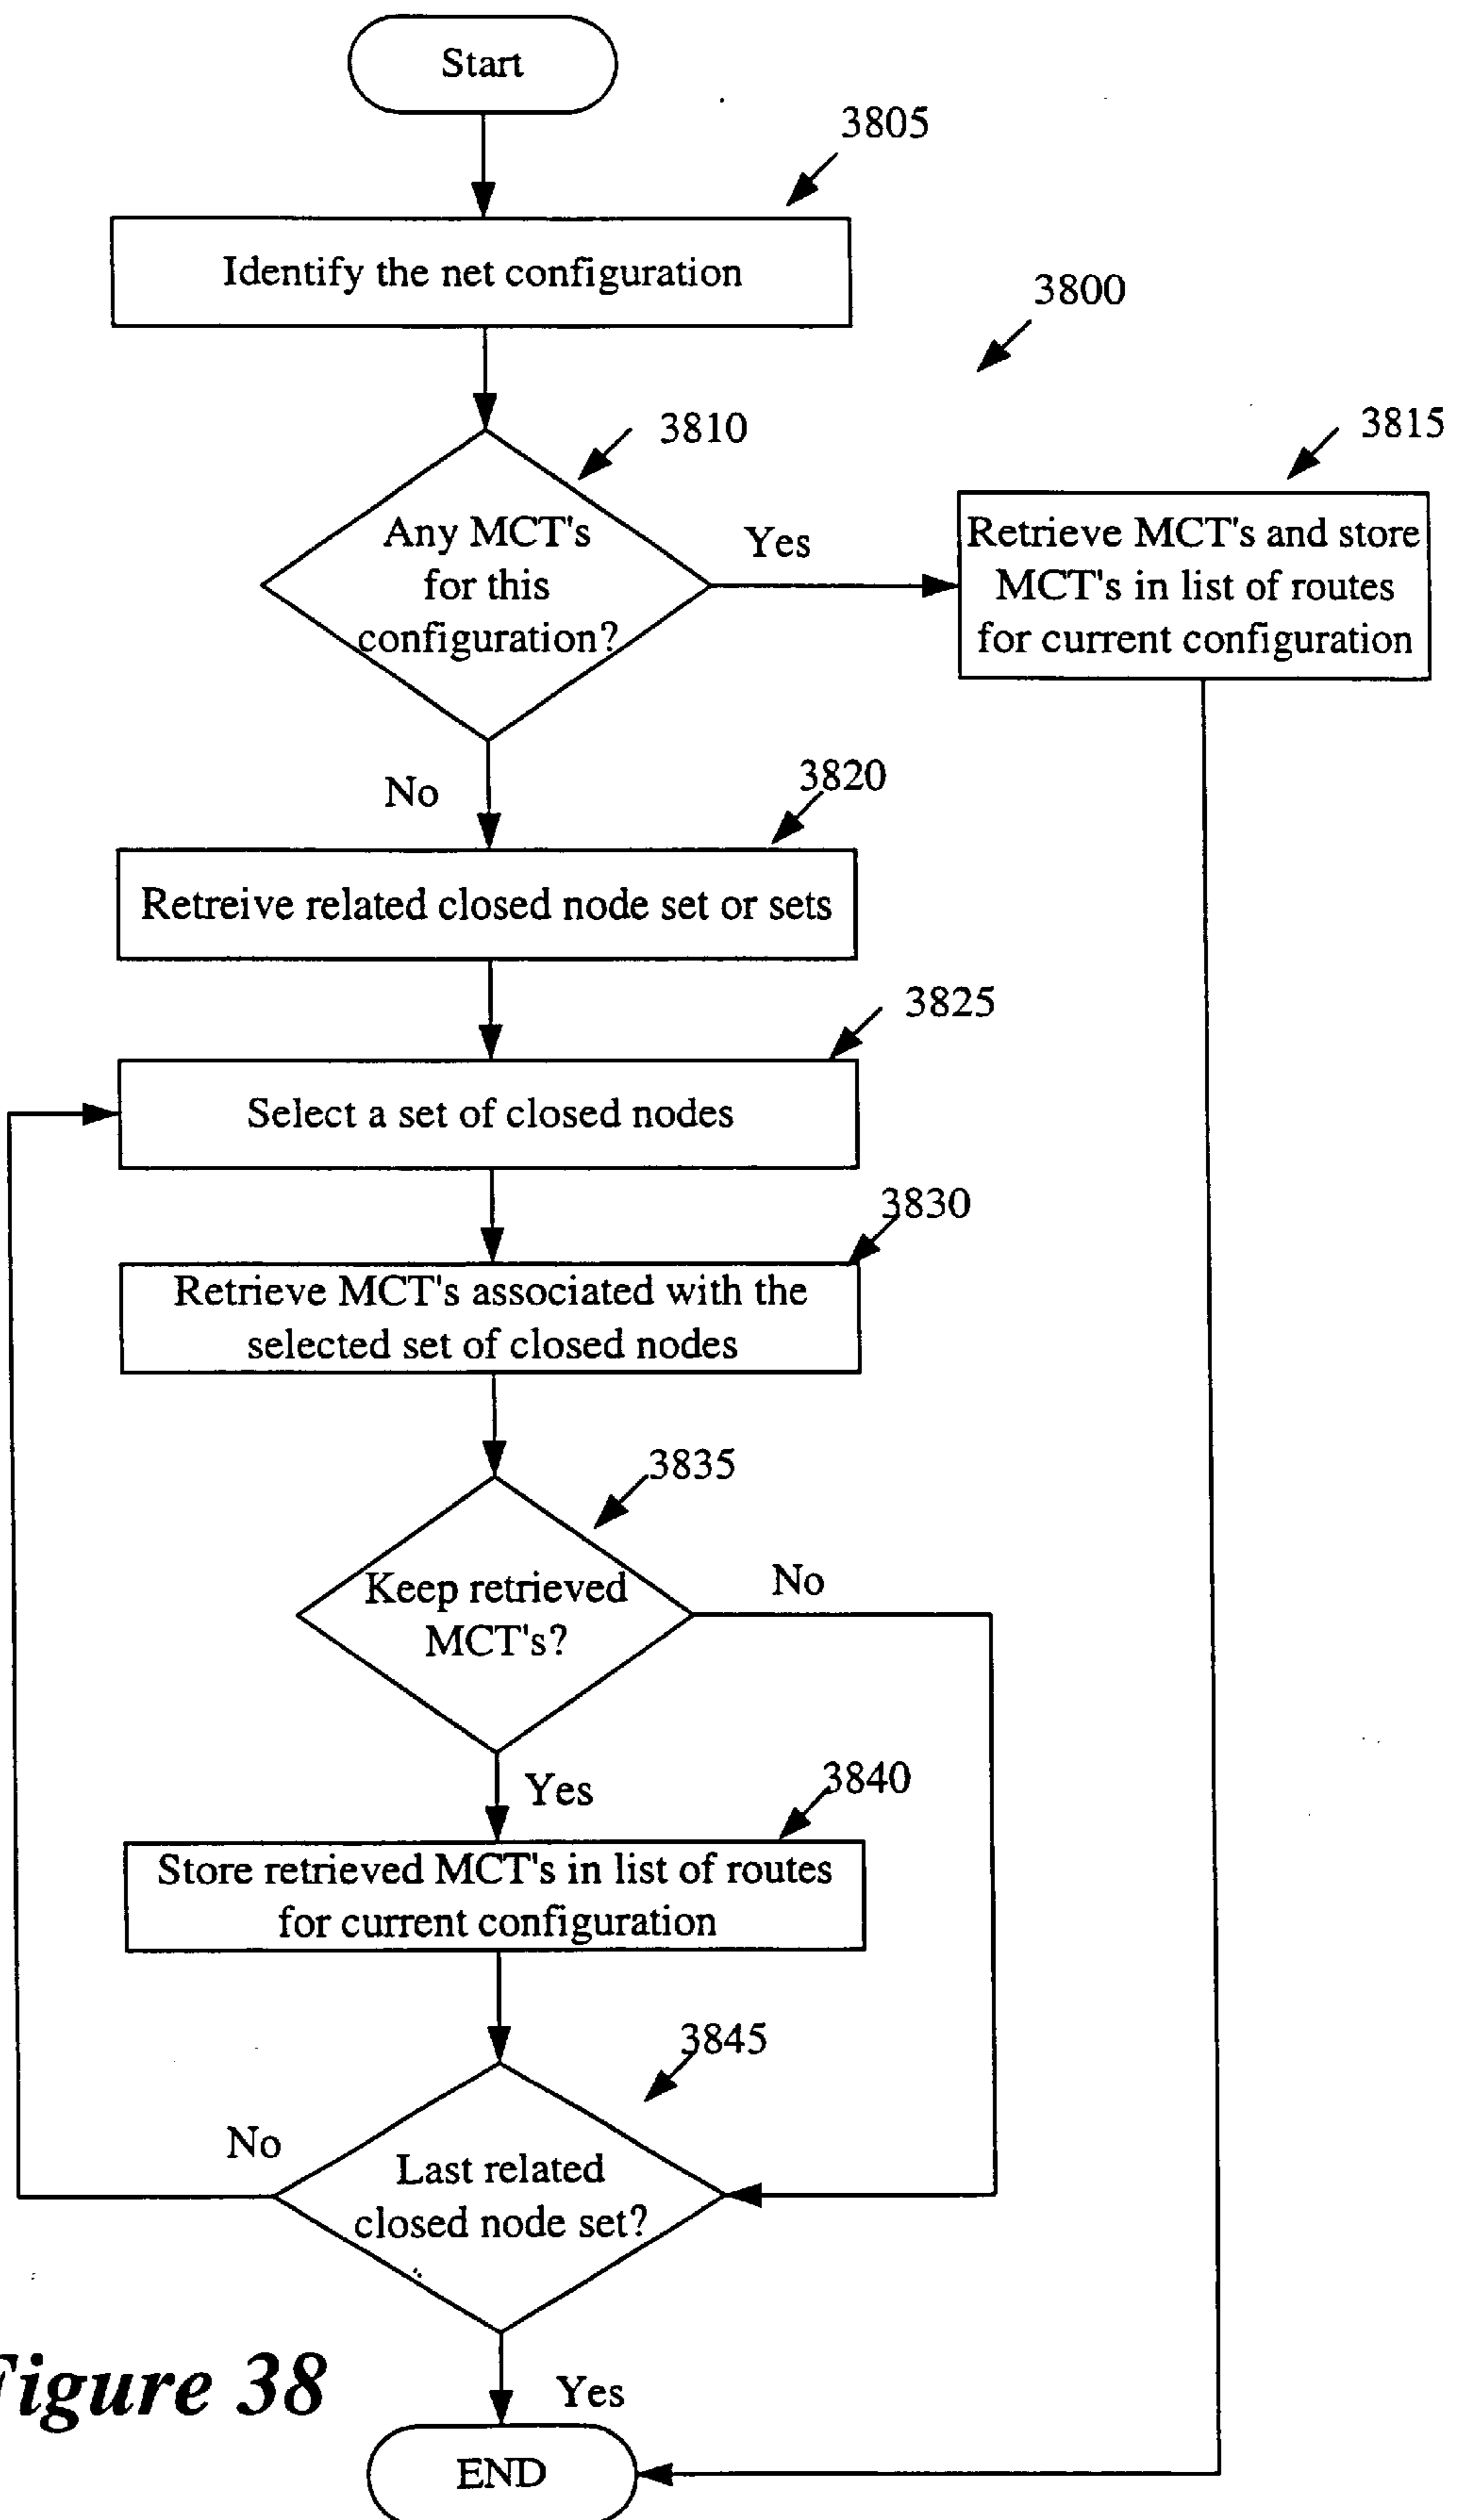 Start
3805
Identify the net configuration
3800
3810
3815
Any MCT's
for this
configuration?
Yes
Retrieve MCT's and store
MCT's in list of routes
for current configuration
No
3820
Retreive related closed node set or sets
3825
Select a set of closed nodes
3830
Retrieve MCT's associated with the
selected set of closed nodes
3835
Keep retrieved
MCT's?
No
Yes
3840
Store retrieved MCT's in list of routes
for current configuration
3845
No
Last related
closed node set?
Figure 38
Yes
END